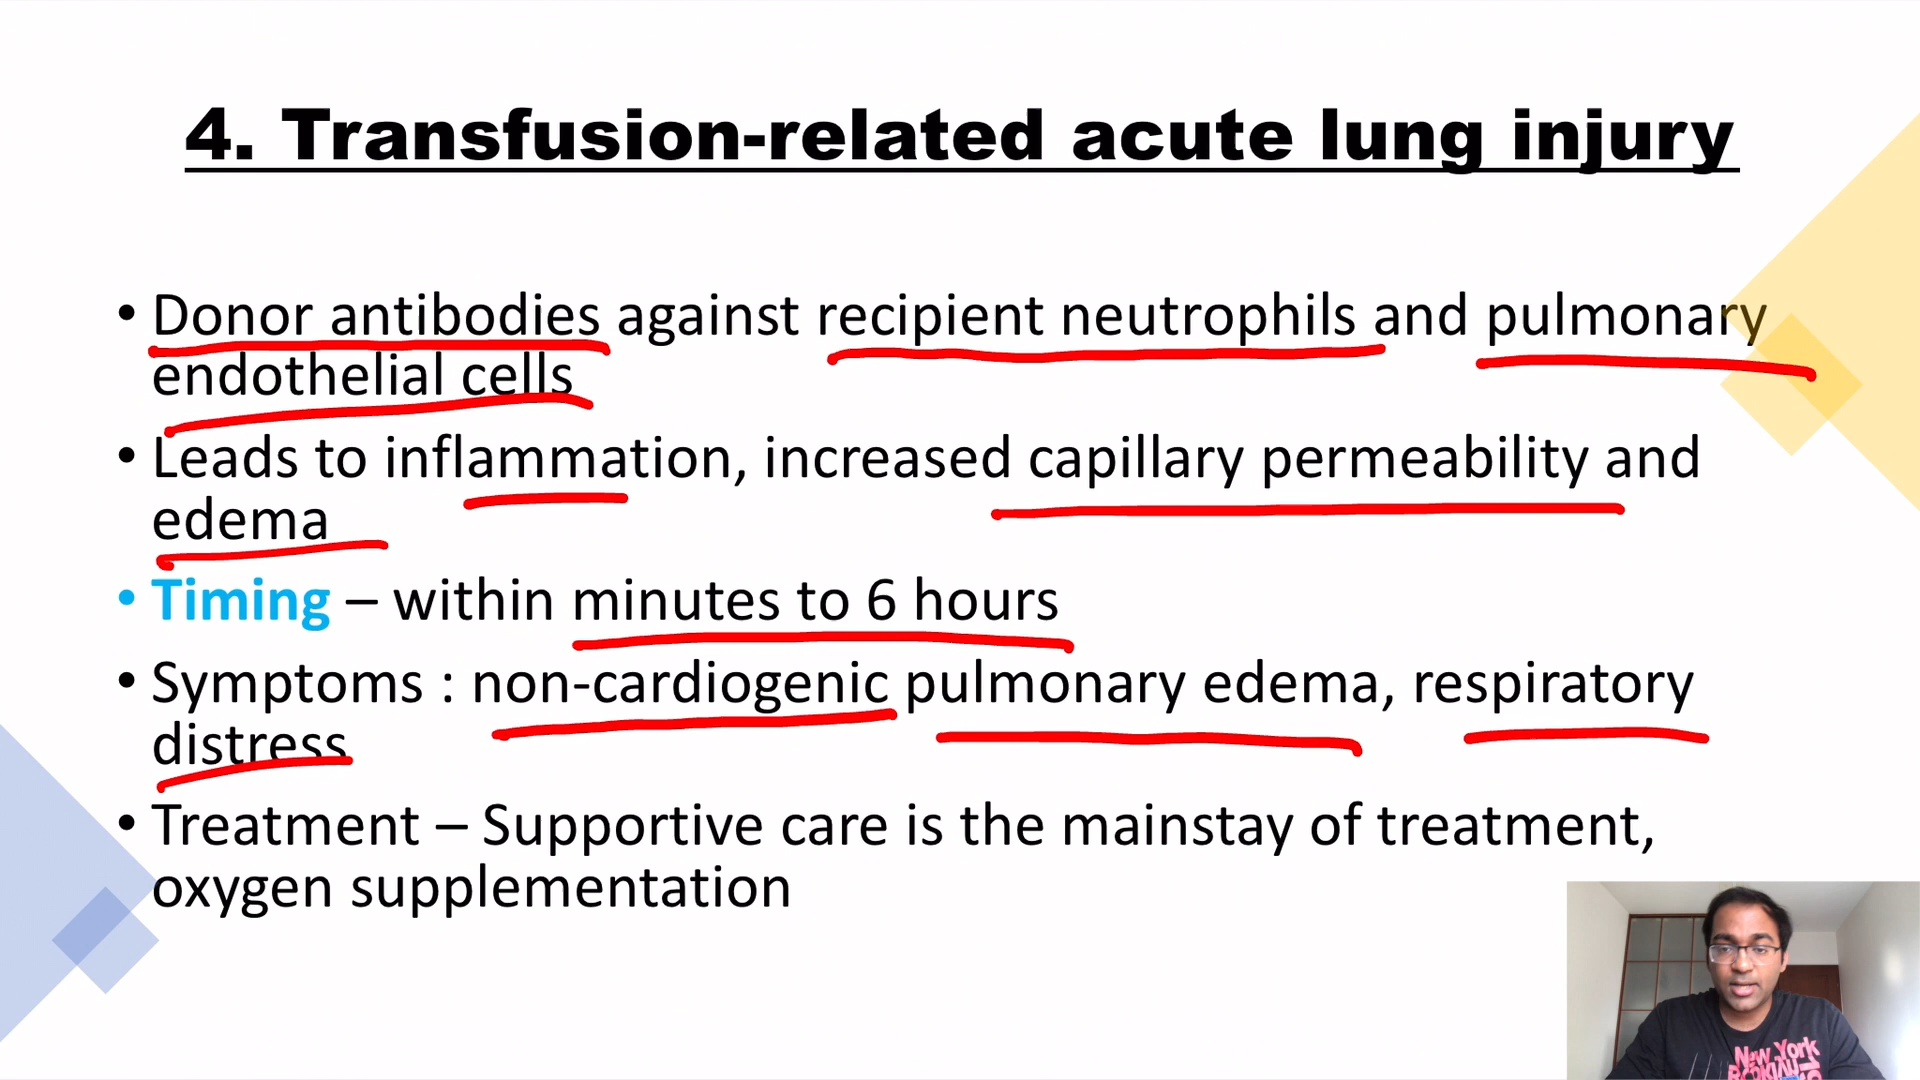 4. Transfusion-related acute lung injury
• Donor antibodies against recipient neutrophils and pulmonary
endothelial cells
• Leads to inflammation, increased capillary permeability and
edema
• Timing – within minutes to 6 hours
• Symptoms : non-cardiogenic pulmonary edema, respiratory
distress
• Treatment – Supportive care is the mainstay of treatment,
oxygen supplementation
New York